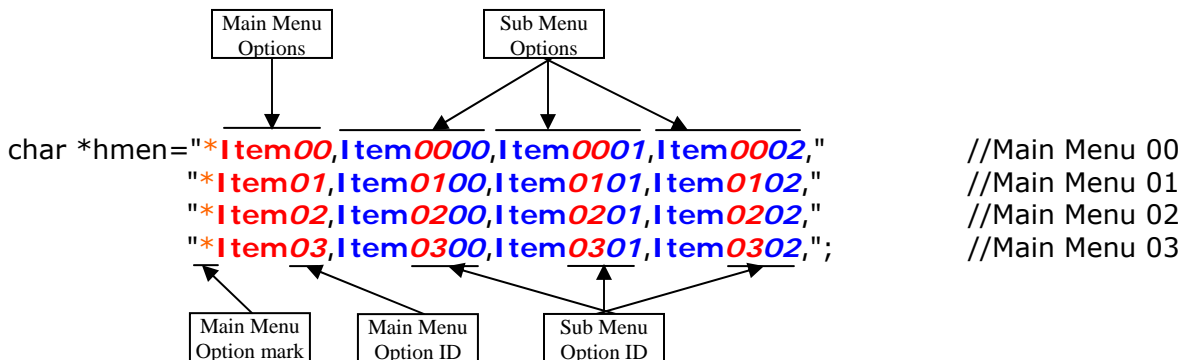 Main Menu Options
Sub Menu Options
char *hmen="*Item00,Item0000,Item0001,Item0002," //Main Menu 00
"*Item01,Item0100,Item0101,Item0102," //Main Menu 01
"*Item02,Item0200,Item0201,Item0202," //Main Menu 02
"*Item03,Item0300,Item0301,Item0302,"; //Main Menu 03
Main Menu Option mark
Main Menu Option ID
Sub Menu Option ID